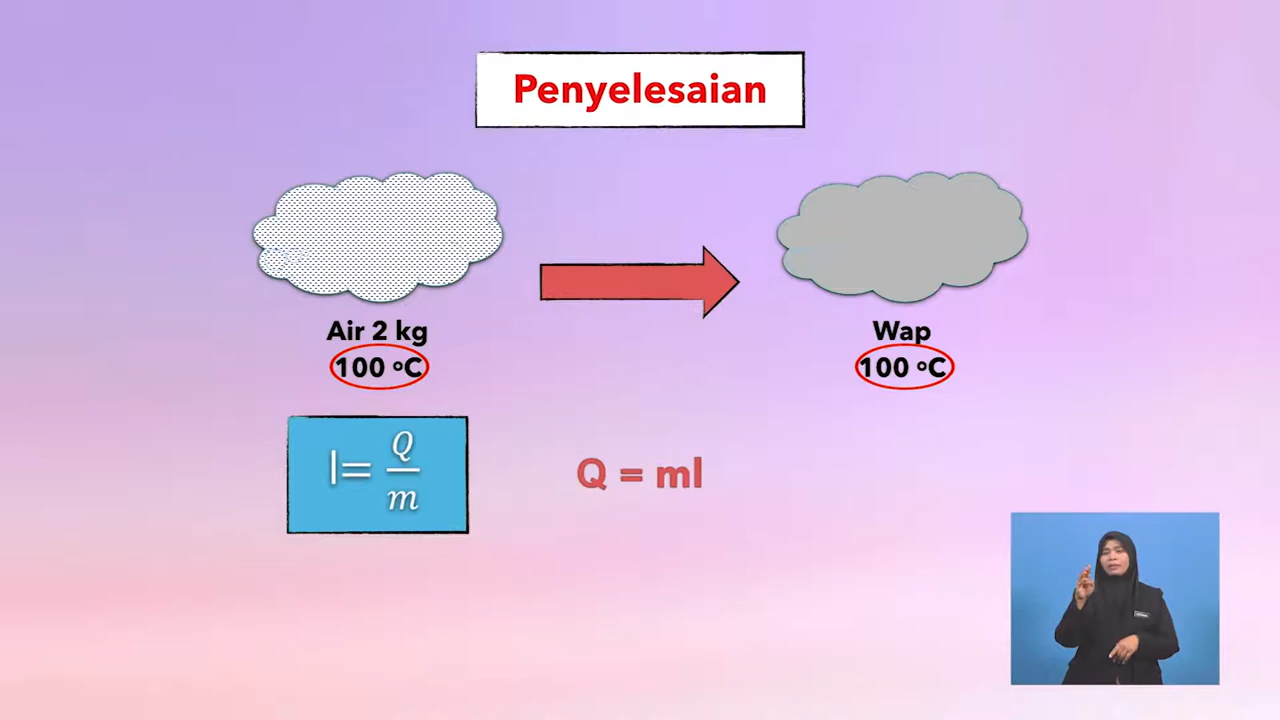 Penyelesaian
Air 2 kg
100 °C
Wap
100 °C
l= Q/m
Q = ml